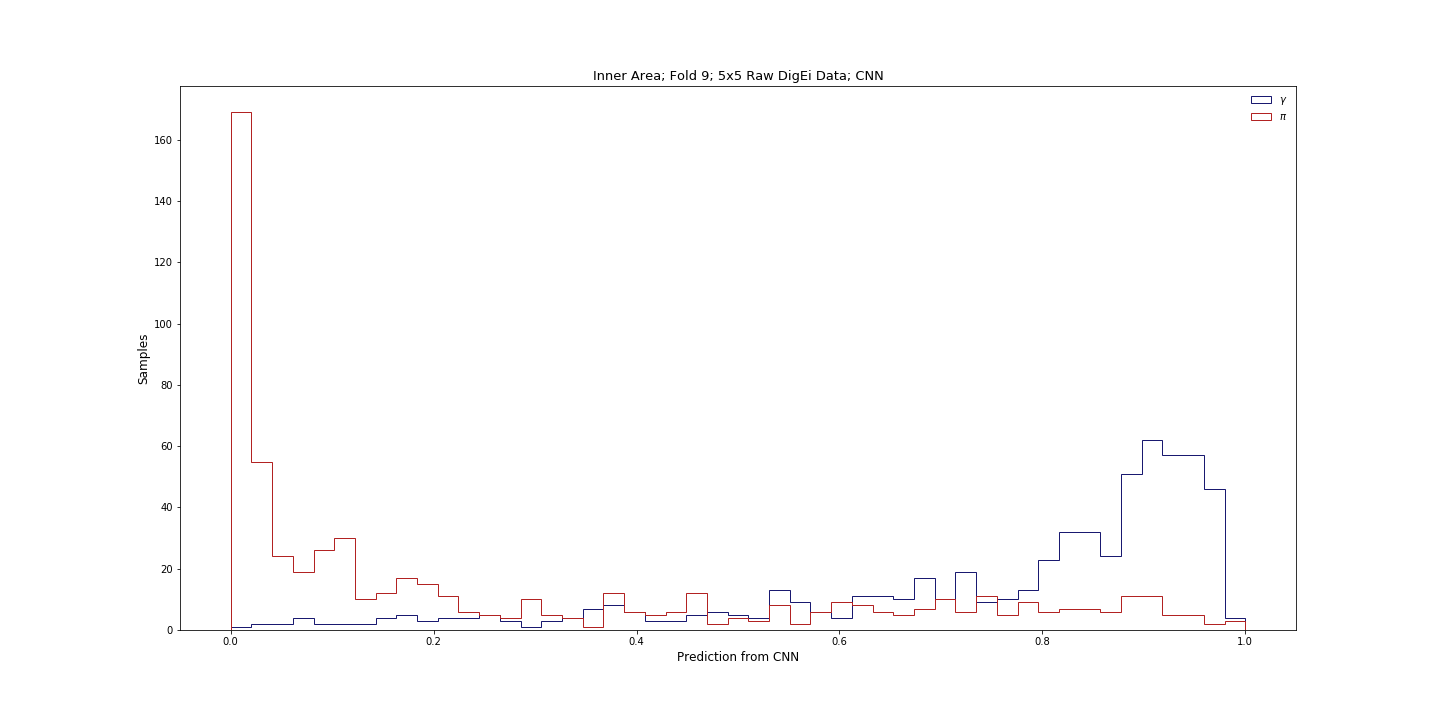 Inner Area; Fold 9; 5x5 Raw DigEi Data; CNN
γ
π
160
140
120
100
80
60
40
20
0
Samples
0.0 0.2 0.4 0.6 0.8 1.0
Prediction from CNN